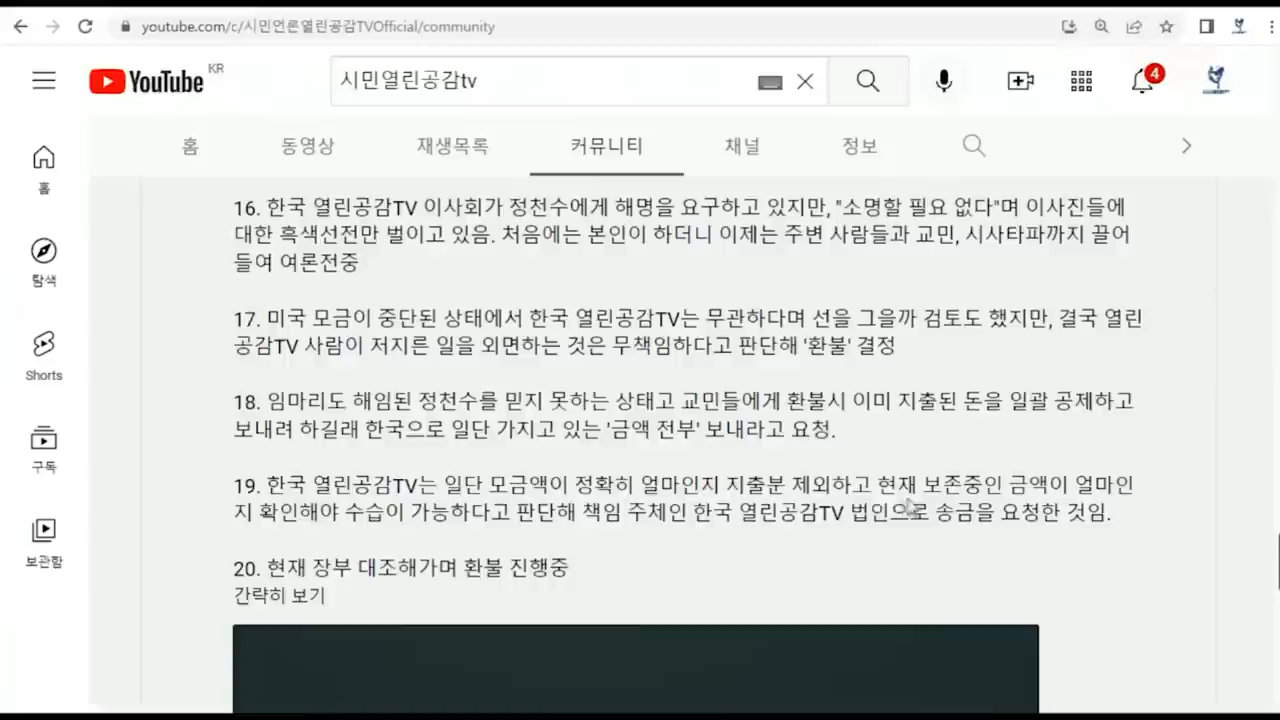 youtube.com/c/시민언론열린공감TVOfficial/community
YouTube KR
시민열린공감tv
4
홈 동영상 재생목록 커뮤니티 채널 정보
홈
탐색
Shorts
구독
보관함
16. 한국 열린공감TV 이사회가 정천수에게 해명을 요구하고 있지만, "소명할 필요 없다"며 이사진들에
대한 흑색선전만 벌이고 있음. 처음에는 본인이 하더니 이제는 주변 사람들과 교민, 시사타파까지 끌어
들여 여론전중
17. 미국 모금이 중단된 상태에서 한국 열린공감TV는 무관하다며 선을 그을까 검토도 했지만, 결국 열린
공감TV 사람이 저지른 일을 외면하는 것은 무책임하다고 판단해 '환불' 결정
18. 임마리도 해임된 정천수를 믿지 못하는 상태고 교민들에게 환불시 이미 지출된 돈을 일괄 공제하고
보내려 하길래 한국으로 일단 가지고 있는 '금액 전부' 보내라고 요청.
19. 한국 열린공감TV는 일단 모금액이 정확히 얼마인지 지출분 제외하고 현재 보존중인 금액이 얼마인
지 확인해야 수습이 가능하다고 판단해 책임 주체인 한국 열린공감TV 법인으로 송금을 요청한 것임.
20. 현재 장부 대조해가며 환불 진행중
간략히 보기